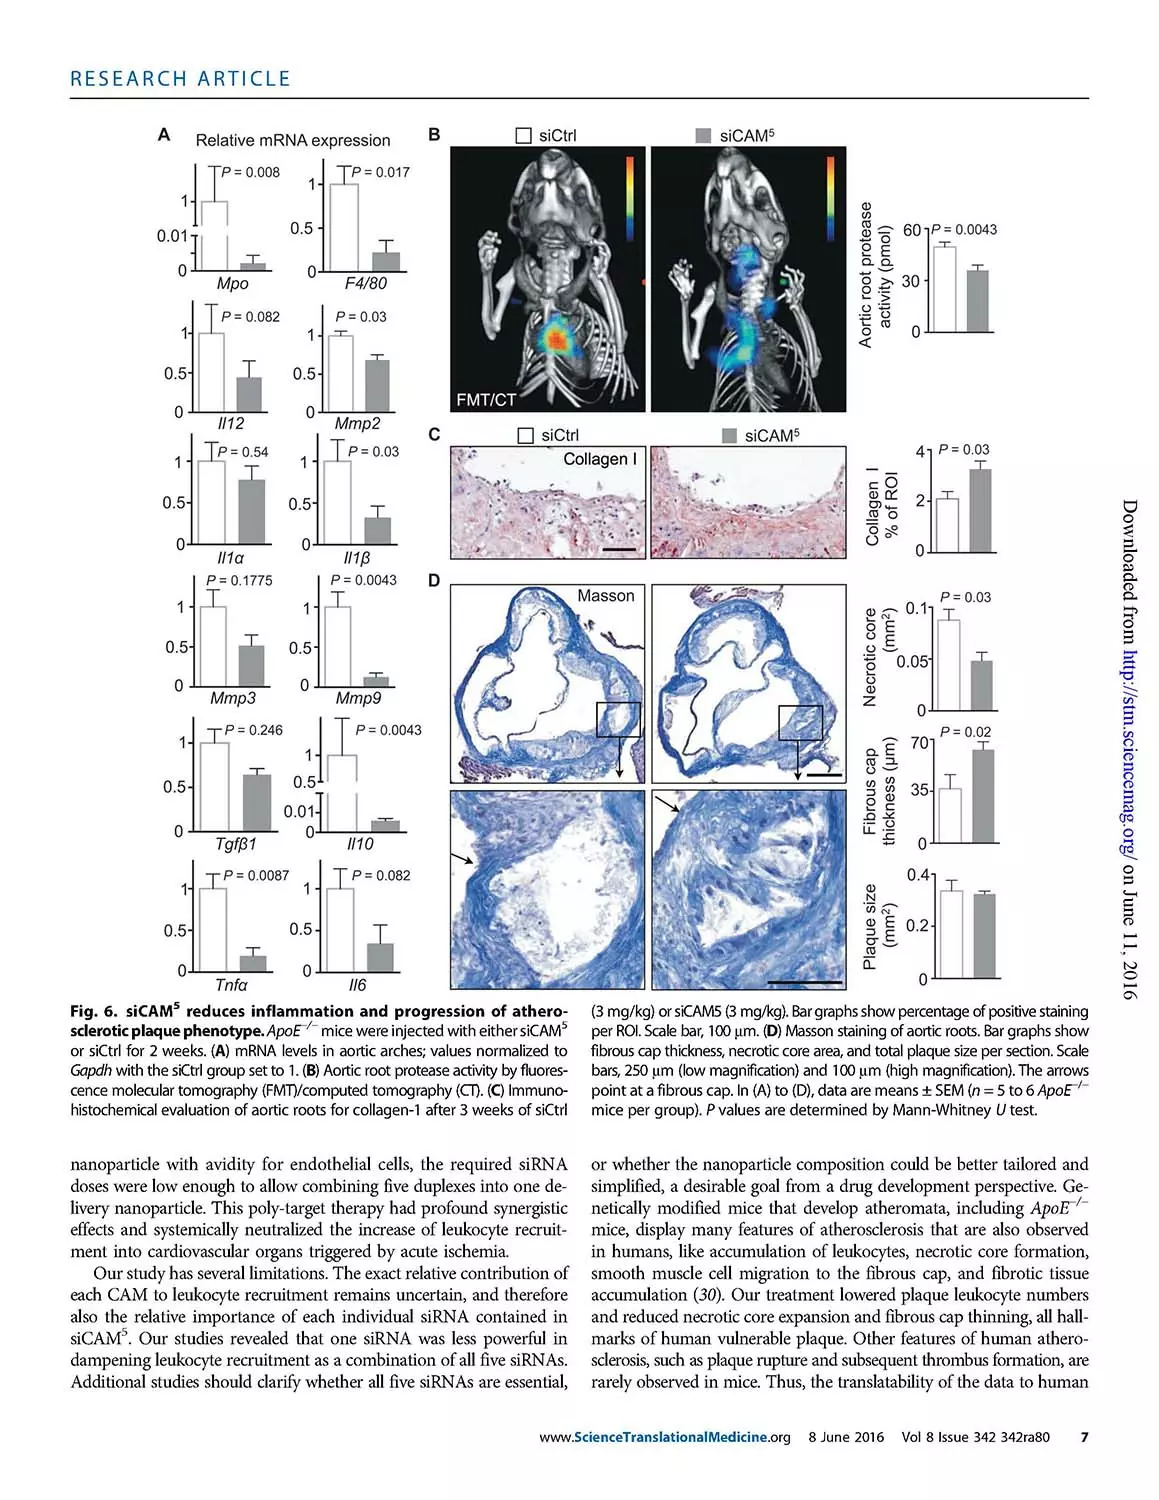 RESEARCH ARTICLE
A
Relative mRNA expression
P = 0.008
1
0.01
0
Mpo
P = 0.017
1
0.5
0
F4/80
P = 0.082
1
0.5
0
Il12
P = 0.03
1
0.5
0
Mmp2
P = 0.54
1
0.5
0
Il1α
P = 0.03
1
0.5
0
Il1β
P = 0.1775
1
0.5
0
Mmp3
P = 0.0043
1
0.5
0
Mmp9
P = 0.246
1
0.5
0
Tgfβ1
P = 0.0043
1
0.5
0.01
0
Il10
P = 0.0087
1
0.5
0
Tnfα
P = 0.082
1
0.5
0
Il6
B
siCtrl
siCAM⁵
FMT/CT
Aortic root protease
activity (pmol)
60
30
0
P = 0.0043
C
siCtrl
siCAM⁵
Collagen I
Collagen I
% of ROI
4
2
0
P = 0.03
D
Masson
Necrotic core
(mm²)
0.1
0.05
0
P = 0.03
Fibrous cap
thickness (μm)
70
35
0
P = 0.02
Plaque size
(mm²)
0.4
0.2
0
Fig. 6. siCAM⁵ reduces inflammation and progression of athero-
sclerotic plaque phenotype. ApoE⁻/⁻ mice were injected with either siCAM⁵
or siCtrl for 2 weeks. (A) mRNA levels in aortic arches; values normalized to
Gapdh with the siCtrl group set to 1. (B) Aortic root protease activity by fluores-
cence molecular tomography (FMT)/computed tomography (CT). (C) Immuno-
histochemical evaluation of aortic roots for collagen-1 after 3 weeks of siCtrl
(3 mg/kg) or siCAM5 (3 mg/kg). Bar graphs show percentage of positive staining
per ROI. Scale bar, 100 μm. (D) Masson staining of aortic roots. Bar graphs show
fibrous cap thickness, necrotic core area, and total plaque size per section. Scale
bars, 250 μm (low magnification) and 100 μm (high magnification). The arrows
point at a fibrous cap. In (A) to (D), data are means ± SEM (n = 5 to 6 ApoE⁻/⁻
mice per group). P values are determined by Mann-Whitney U test.
nanoparticle with avidity for endothelial cells, the required siRNA
doses were low enough to allow combining five duplexes into one de-
livery nanoparticle. This poly-target therapy had profound synergistic
effects and systemically neutralized the increase of leukocyte recruit-
ment into cardiovascular organs triggered by acute ischemia.
Our study has several limitations. The exact relative contribution of
each CAM to leukocyte recruitment remains uncertain, and therefore
also the relative importance of each individual siRNA contained in
siCAM⁵. Our studies revealed that one siRNA was less powerful in
dampening leukocyte recruitment as a combination of all five siRNAs.
Additional studies should clarify whether all five siRNAs are essential,
or whether the nanoparticle composition could be better tailored and
simplified, a desirable goal from a drug development perspective. Ge-
netically modified mice that develop atheromata, including ApoE⁻/⁻
mice, display many features of atherosclerosis that are also observed
in humans, like accumulation of leukocytes, necrotic core formation,
smooth muscle cell migration to the fibrous cap, and fibrotic tissue
accumulation (30). Our treatment lowered plaque leukocyte numbers
and reduced necrotic core expansion and fibrous cap thinning, all hall-
marks of human vulnerable plaque. Other features of human athero-
sclerosis, such as plaque rupture and subsequent thrombus formation, are
rarely observed in mice. Thus, the translatability of the data to human
www.ScienceTranslationalMedicine.org 8 June 2016 Vol 8 Issue 342 342ra80 7
Downloaded from http://stm.sciencemag.org/ on June 11, 2016